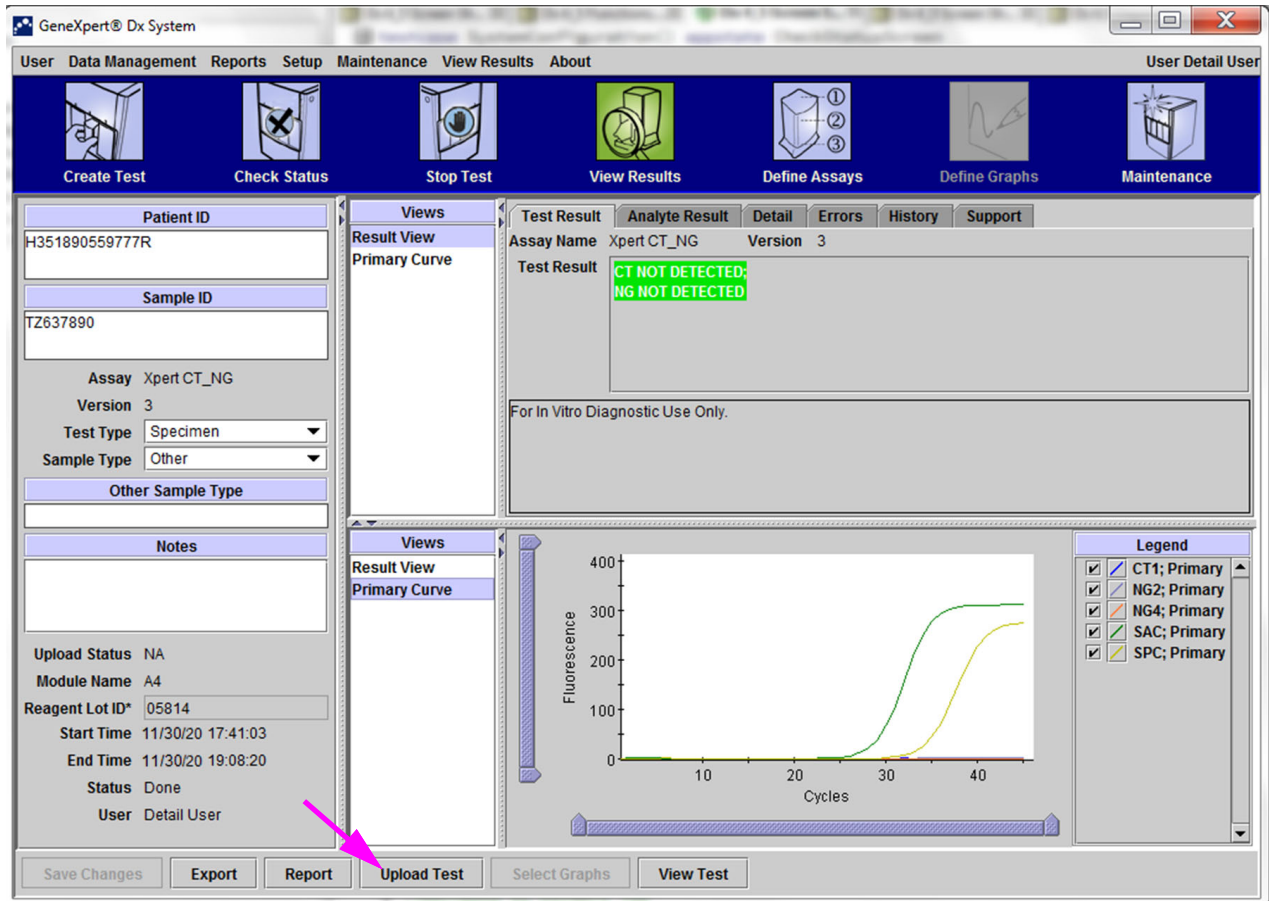 GeneXpert® Dx System
User Data Management Reports Setup Maintenance View Results About User Detail User
Create Test Check Status Stop Test View Results Define Assays Define Graphs Maintenance
①
②
③
Patient ID
H351890559777R
Sample ID
TZ637890
Assay Xpert CT_NG
Version 3
Test Type Specimen
Sample Type Other
Other Sample Type
Notes
Upload Status NA
Module Name A4
Reagent Lot ID* 05814
Start Time 11/30/20 17:41:03
End Time 11/30/20 19:08:20
Status Done
User Detail User
Views
Result View
Primary Curve
Test Result Analyte Result Detail Errors History Support
Assay Name Xpert CT_NG Version 3
Test Result
CT NOT DETECTED;
NG NOT DETECTED
For In Vitro Diagnostic Use Only.
Views
Result View
Primary Curve
400
300
200
100
0
Fluorescence
10 20 30 40
Cycles
Legend
CT1; Primary
NG2; Primary
NG4; Primary
SAC; Primary
SPC; Primary
Save Changes Export Report Upload Test Select Graphs View Test